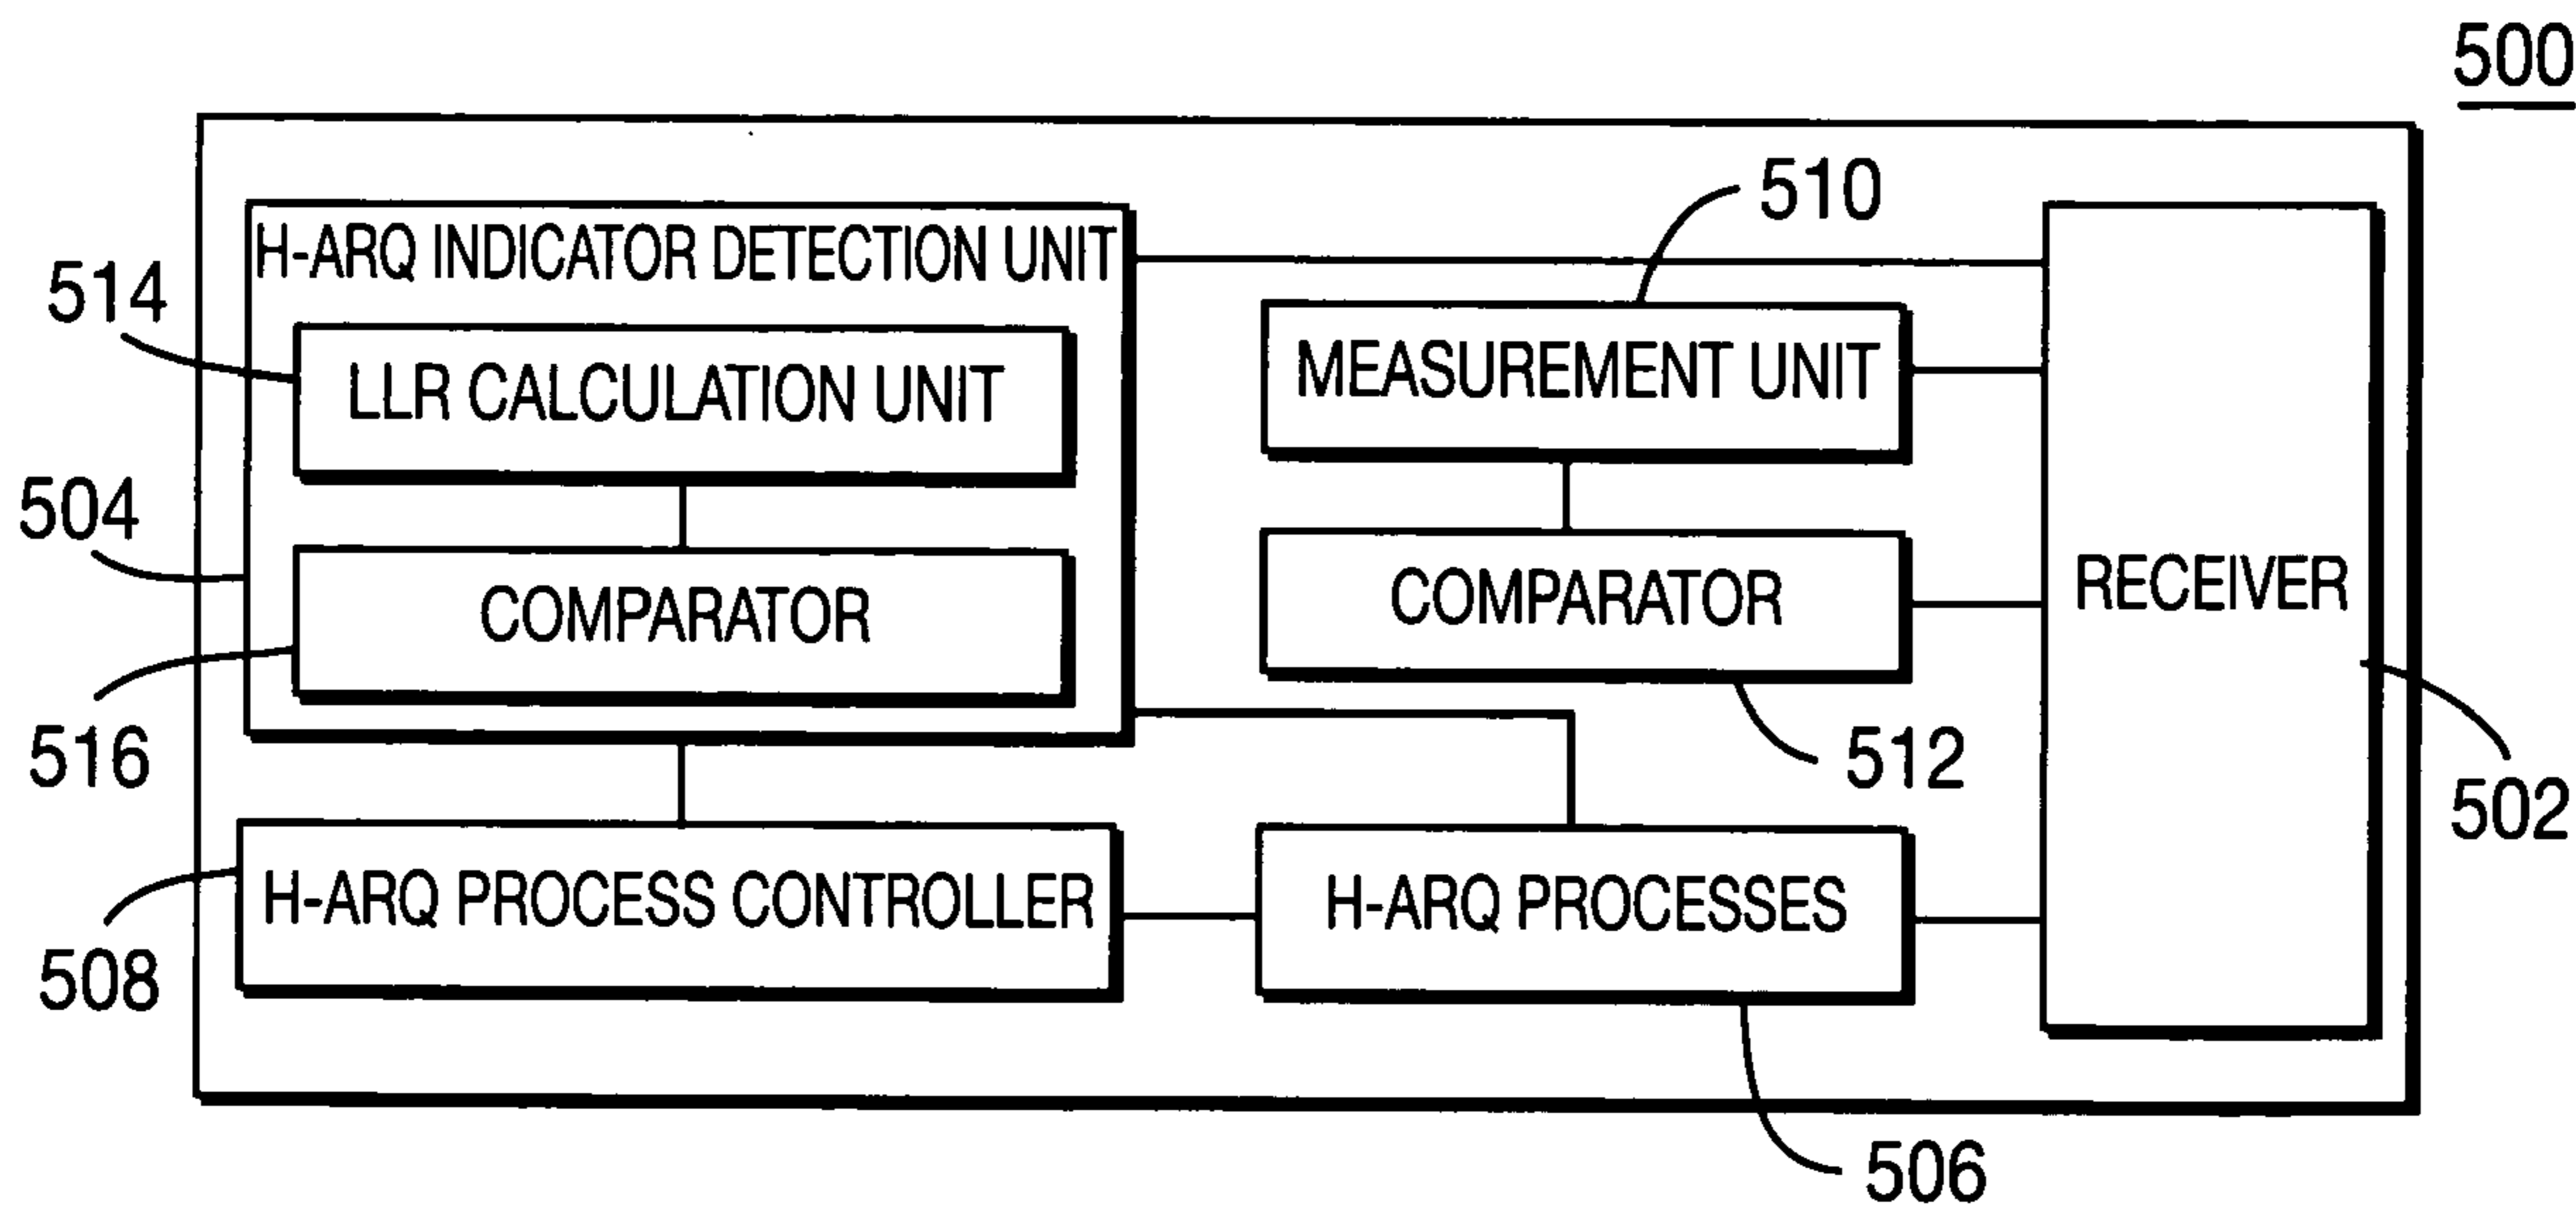 500
510
H-ARQ INDICATOR DETECTION UNIT
514
MEASUREMENT UNIT
LLR CALCULATION UNIT
504
COMPARATOR
RECEIVER
COMPARATOR
516
512
502
H-ARQ PROCESS CONTROLLER
H-ARQ PROCESSES
508
506